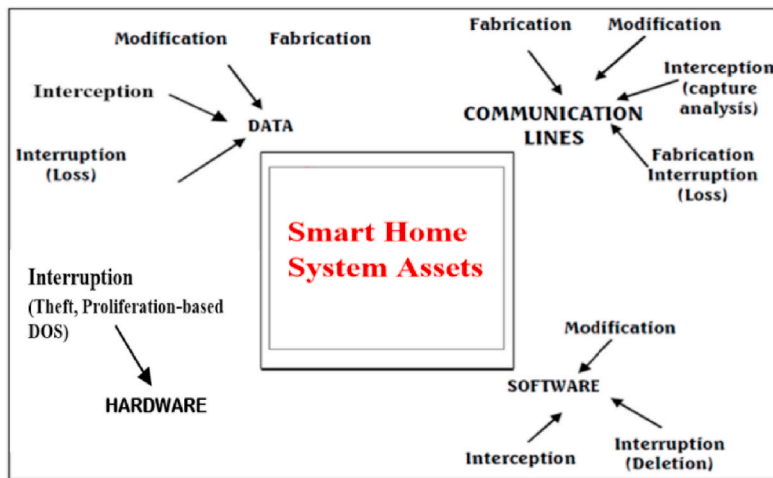 Modification Fabrication
Interception
DATA
Interruption
(Loss)
Fabrication Modification
Interception
(capture
analysis)
COMMUNICATION
LINES
Fabrication
Interruption
(Loss)
Smart Home
System Assets
Interruption
(Theft, Proliferation-based
DOS)
HARDWARE
Modification
SOFTWARE
Interception
Interruption
(Deletion)